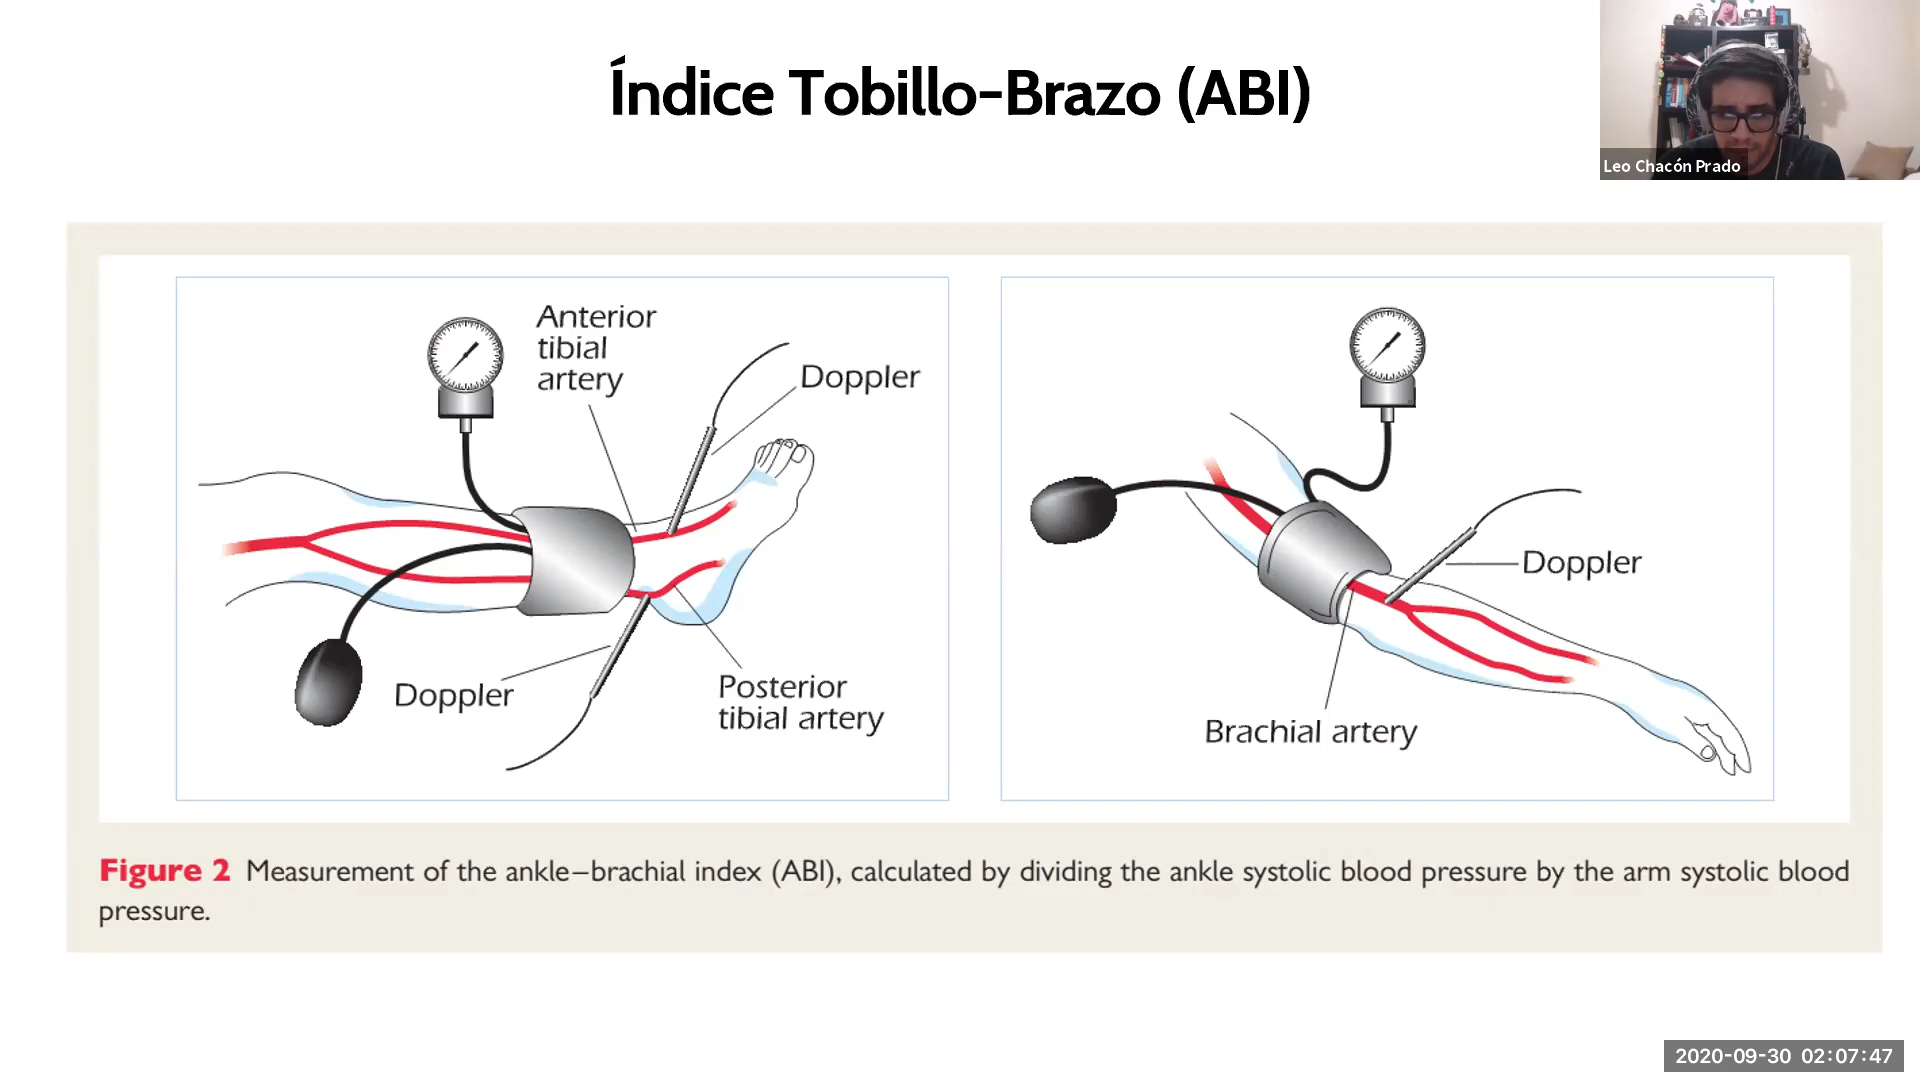 Índice Tobillo-Brazo (ABI)
Leo Chacón Prado
Anterior
tibial
artery
Doppler
Doppler
Posterior
tibial artery
Doppler
Brachial artery
Figure 2 Measurement of the ankle–brachial index (ABI), calculated by dividing the ankle systolic blood pressure by the arm systolic blood
pressure.
2020-09-30 02:07:47